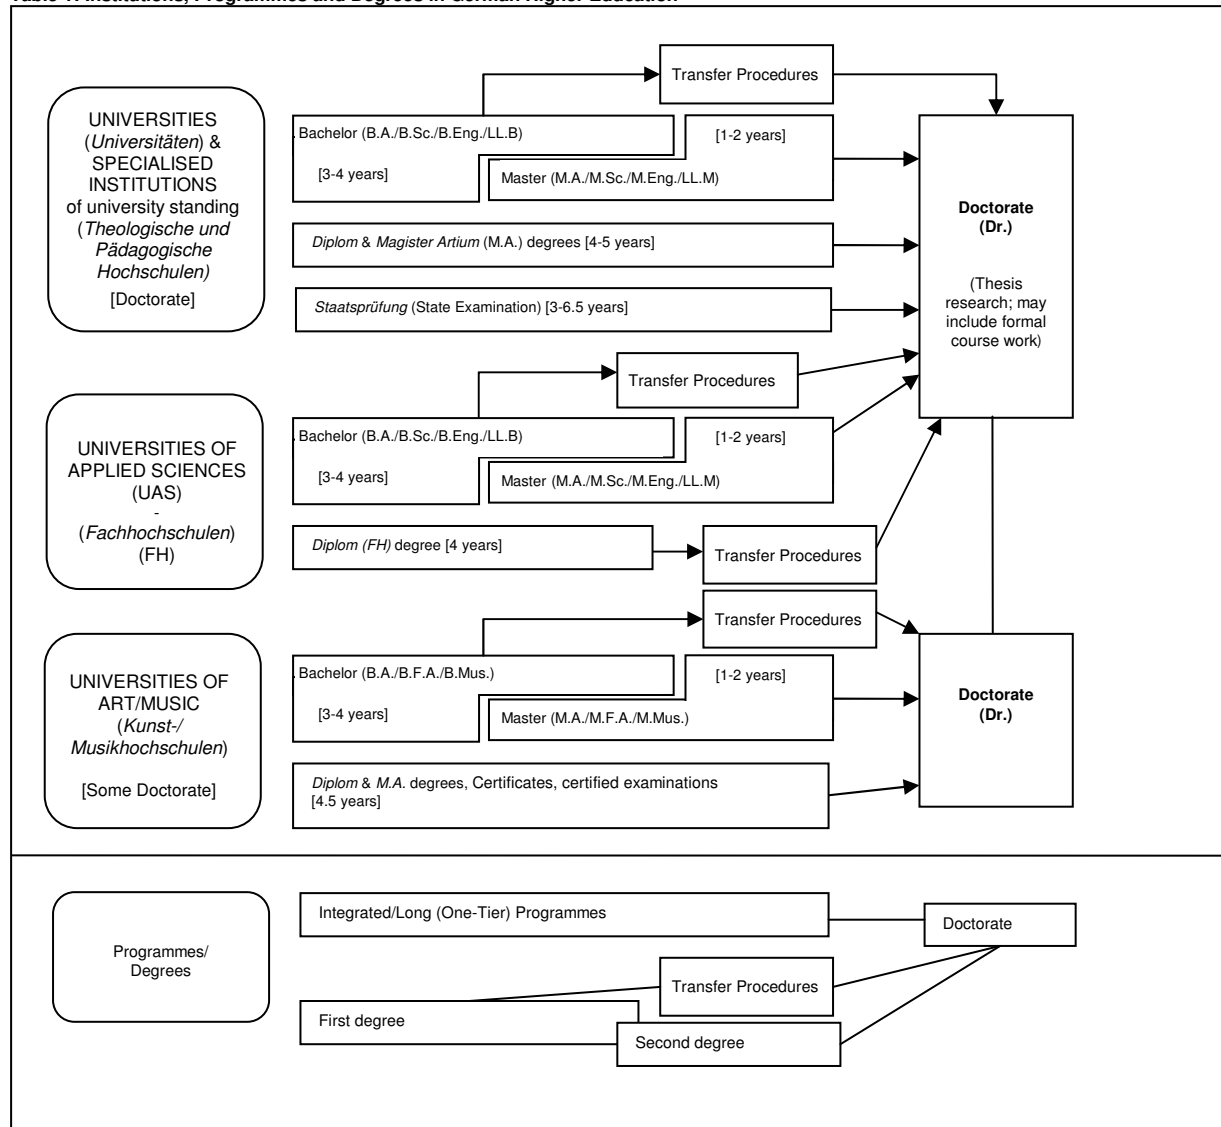 Table 1: Institutions, Programmes and Degrees in German Higher Education
Transfer Procedures
UNIVERSITIES
(Universitäten) &
SPECIALISED
INSTITUTIONS
of university standing
(Theologische und
Pädagogische
Hochschulen)
[Doctorate]
. Bachelor (B.A./B.Sc./B.Eng./LL.B)
[3-4 years]
[1-2 years]
Master (M.A./M.Sc./M.Eng./LL.M)
Diplom & Magister Artium (M.A.) degrees [4-5 years]
Staatsprüfung (State Examination) [3-6.5 years]
Doctorate
(Dr.)
(Thesis
research; may
include formal
course work)
Transfer Procedures
UNIVERSITIES OF
APPLIED SCIENCES
(UAS)
-
(Fachhochschulen)
(FH)
. Bachelor (B.A./B.Sc./B.Eng./LL.B)
[3-4 years]
[1-2 years]
Master (M.A./M.Sc./M.Eng./LL.M)
Diplom (FH) degree [4 years]
Transfer Procedures
Transfer Procedures
UNIVERSITIES OF
ART/MUSIC
(Kunst-/
Musikhochschulen)
[Some Doctorate]
. Bachelor (B.A./B.F.A./B.Mus.)
[3-4 years]
[1-2 years]
Master (M.A./M.F.A./M.Mus.)
Diplom & M.A. degrees, Certificates, certified examinations
[4.5 years]
Doctorate
(Dr.)
Programmes/
Degrees
Integrated/Long (One-Tier) Programmes
Doctorate
Transfer Procedures
First degree
Second degree